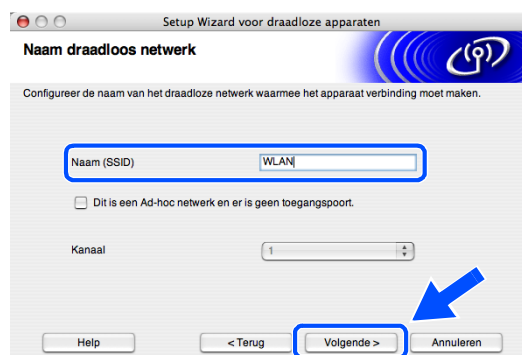 Setup Wizard voor draadloze apparaten
Naam draadloos netwerk
Configureer de naam van het draadloze netwerk waarmee het apparaat verbinding moet maken.
Naam (SSID)
WLAN
Dit is een Ad-hoc netwerk en er is geen toegangspoort.
Kanaal
1
Help
< Terug
Volgende >
Annuleren